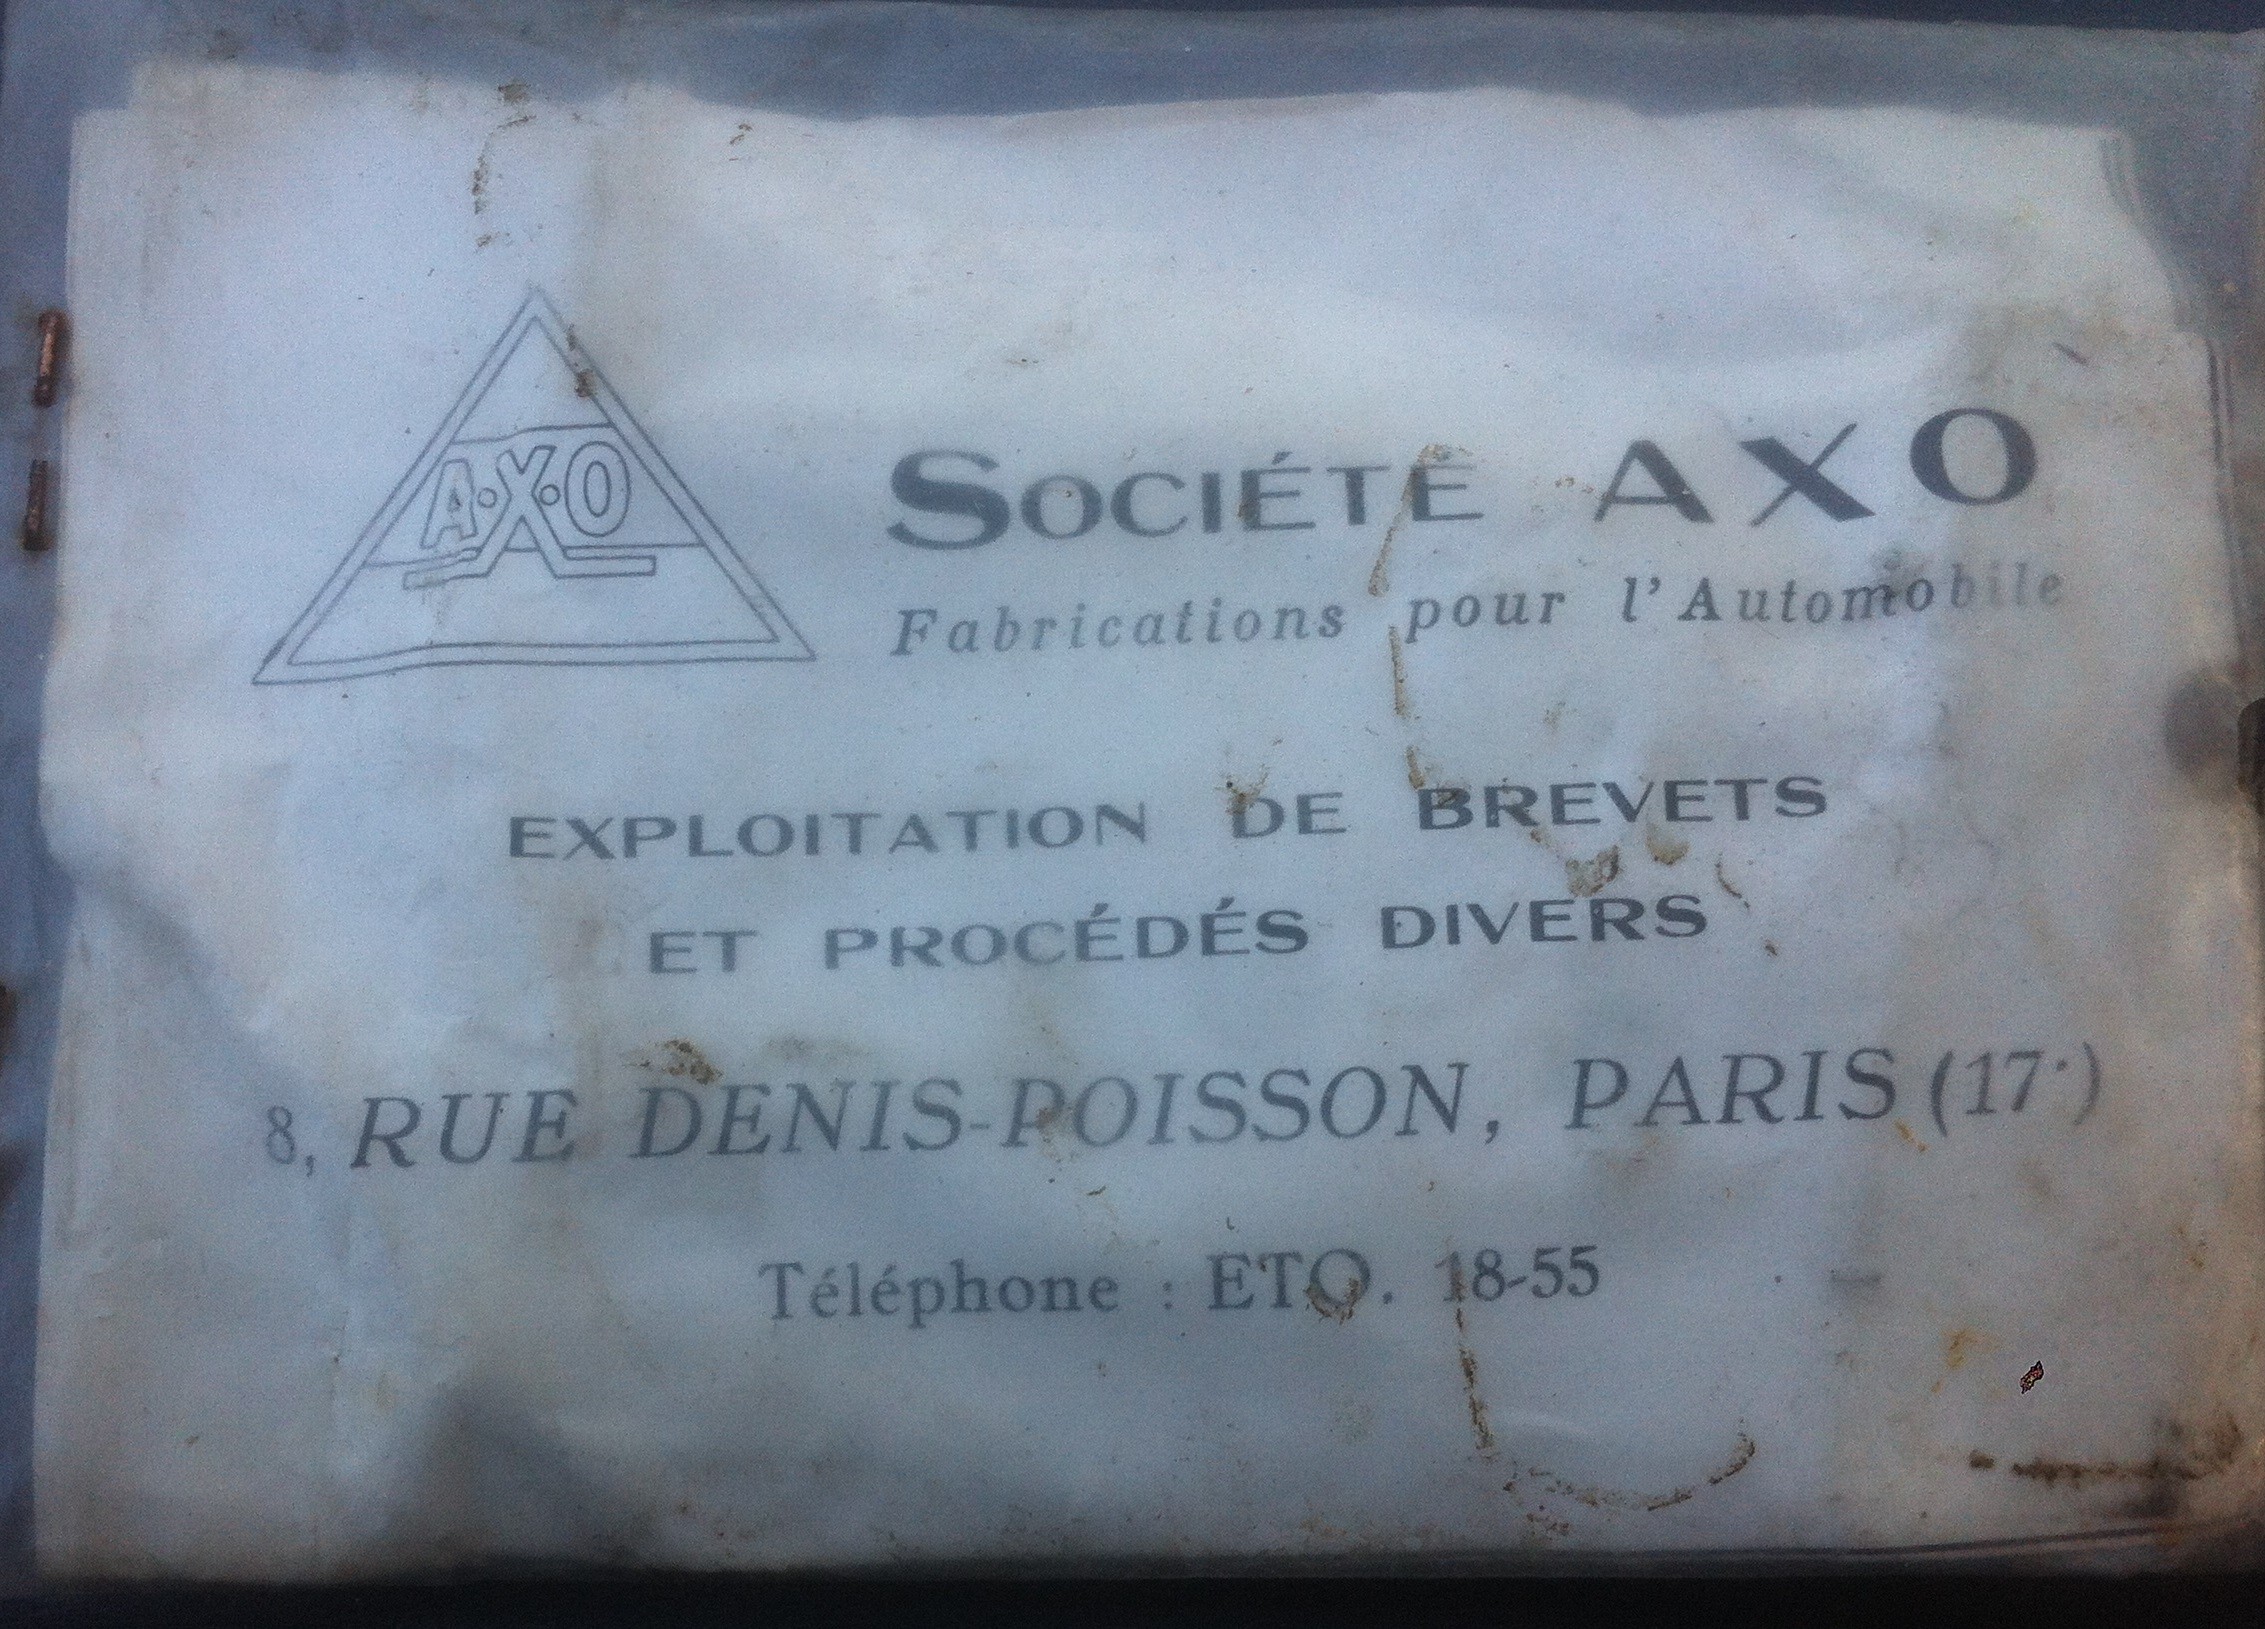 A·X·O
SOCIÉTÉ AXO
Fabrications pour l'Automobile
EXPLOITATION DE BREVETS
ET PROCÉDÉS DIVERS
8, RUE DENIS-POISSON, PARIS (17ᵉ)
Téléphone : ETO. 18-55